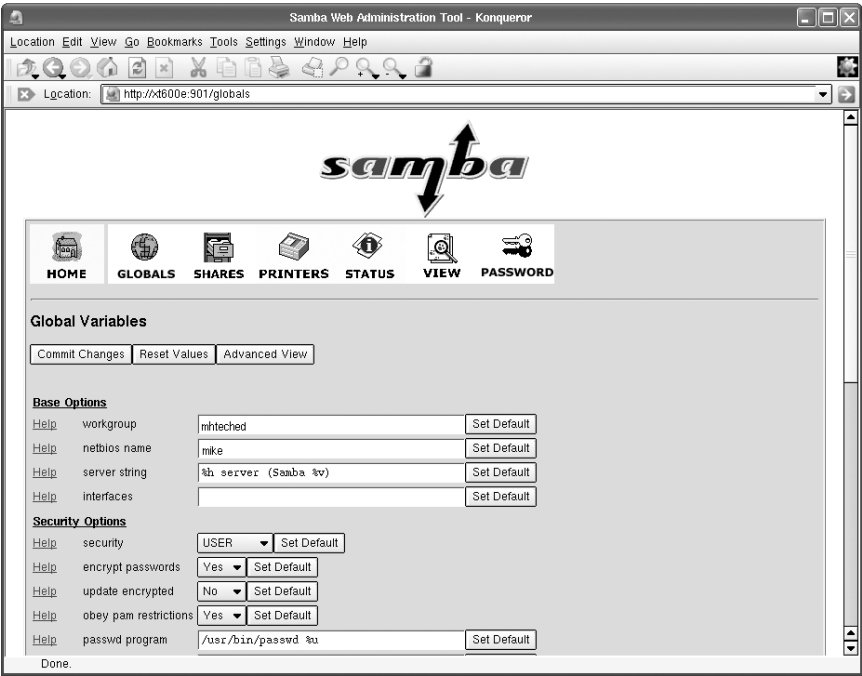 Samba Web Administration Tool - Konqueror
Location Edit View Go Bookmarks Tools Settings Window Help
Location: http://xt600e:901/globals
samba
HOME GLOBALS SHARES PRINTERS STATUS VIEW PASSWORD
Global Variables
Commit Changes Reset Values Advanced View
Base Options
Help workgroup mhteched Set Default
Help netbios name mike Set Default
Help server string %h server (Samba %v) Set Default
Help interfaces Set Default
Security Options
Help security USER Set Default
Help encrypt passwords Yes Set Default
Help update encrypted No Set Default
Help obey pam restrictions Yes Set Default
Help passwd program /usr/bin/passwd %u Set Default
Done.